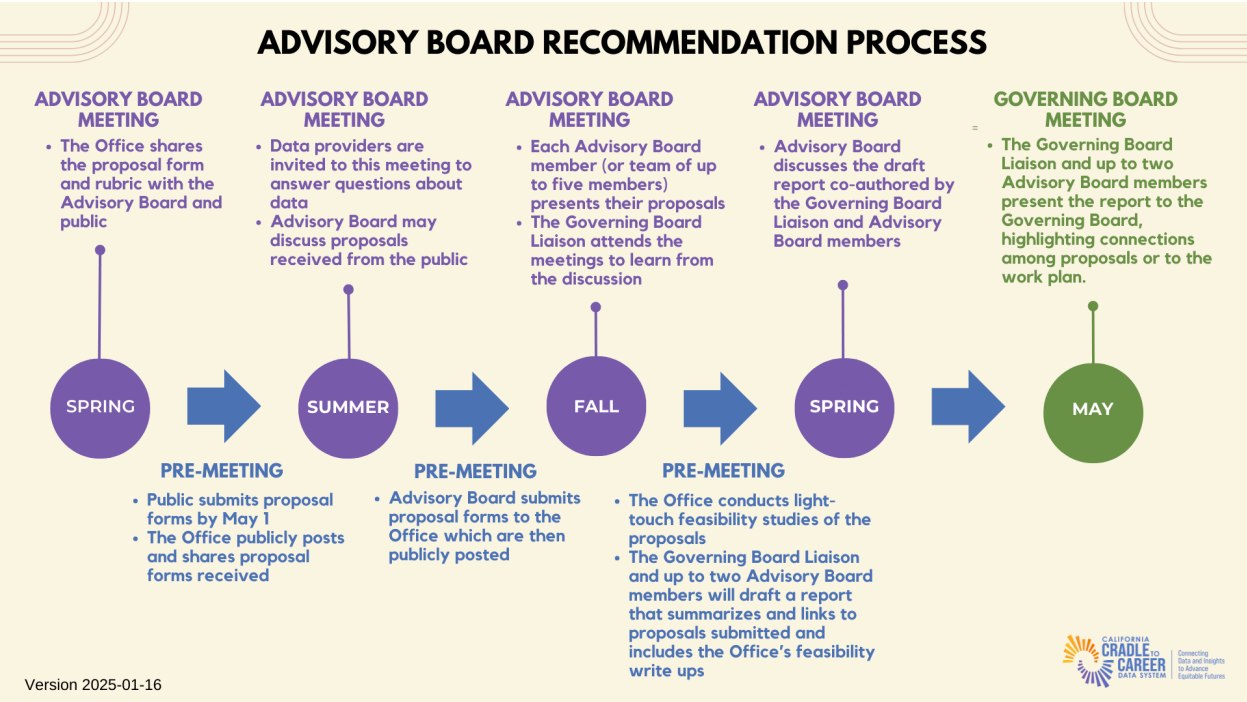 ADVISORY BOARD RECOMMENDATION PROCESS
ADVISORY BOARD
MEETING
• The Office shares
the proposal form
and rubric with the
Advisory Board and
public
ADVISORY BOARD
MEETING
• Data providers are
invited to this meeting to
answer questions about
data
• Advisory Board may
discuss proposals
received from the public
ADVISORY BOARD
MEETING
• Each Advisory Board
member (or team of up
to five members)
presents their proposals
• The Governing Board
Liaison attends the
meetings to learn from
the discussion
ADVISORY BOARD
MEETING
• Advisory Board
discusses the draft
report co-authored by
the Governing Board
Liaison and Advisory
Board members
=
GOVERNING BOARD
MEETING
• The Governing Board
Liaison and up to two
Advisory Board members
present the report to the
Governing Board,
highlighting connections
among proposals or to the
work plan.
SPRING
SUMMER
FALL
SPRING
MAY
PRE-MEETING
• Public submits proposal
forms by May 1
• The Office publicly posts
and shares proposal
forms received
PRE-MEETING
• Advisory Board submits
proposal forms to the
Office which are then
publicly posted
PRE-MEETING
• The Office conducts light-
touch feasibility studies of the
proposals
• The Governing Board Liaison
and up to two Advisory Board
members will draft a report
that summarizes and links to
proposals submitted and
includes the Office's feasibility
write ups
Version 2025-01-16
CALIFORNIA
CRADLE TO
CAREER
DATA SYSTEM
Connecting
Data and Insights
to Advance
Equitable Futures